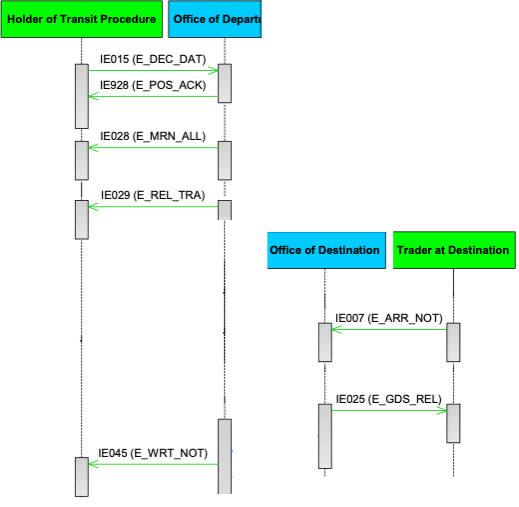 Holder of Transit Procedure
Office of Departu
IE015 (E_DEC_DAT)
IE928 (E_POS_ACK)
IE028 (E_MRN_ALL)
IE029 (E_REL_TRA)
Office of Destination
Trader at Destination
IE007 (E_ARR_NOT)
IE025 (E_GDS_REL)
IE045 (E_WRT_NOT)